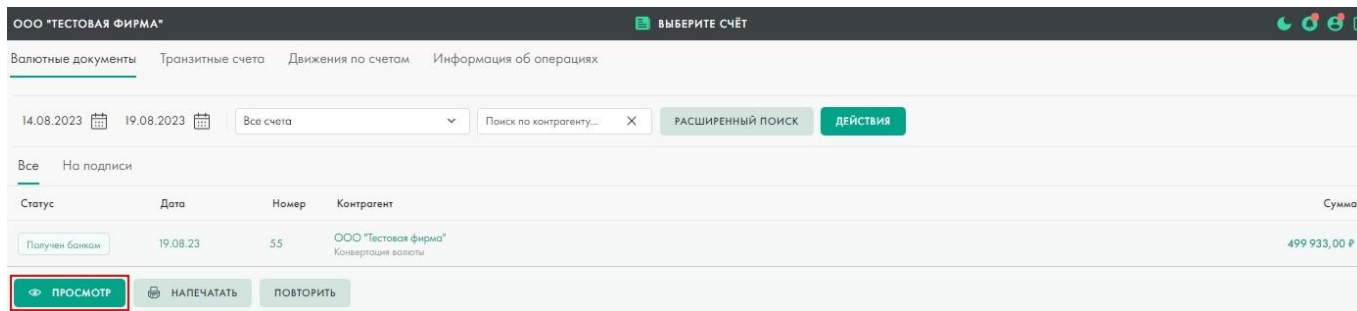 ООО "ТЕСТОВАЯ ФИРМА" ВЫБЕРИТЕ СЧЁТ
Валютные документы Транзитные счета Движения по счетам Информация об операциях
14.08.2023 19.08.2023 Все счета Поиск по контрагенту... РАСШИРЕННЫЙ ПОИСК ДЕЙСТВИЯ
Все На подписи
Статус Дата Номер Контрагент Сумма
Получен банком 19.08.23 55 ООО "Тестовая фирма" 499 933,00 ₽
Конвертация валюты
ПРОСМОТР НАПЕЧАТАТЬ ПОВТОРИТЬ